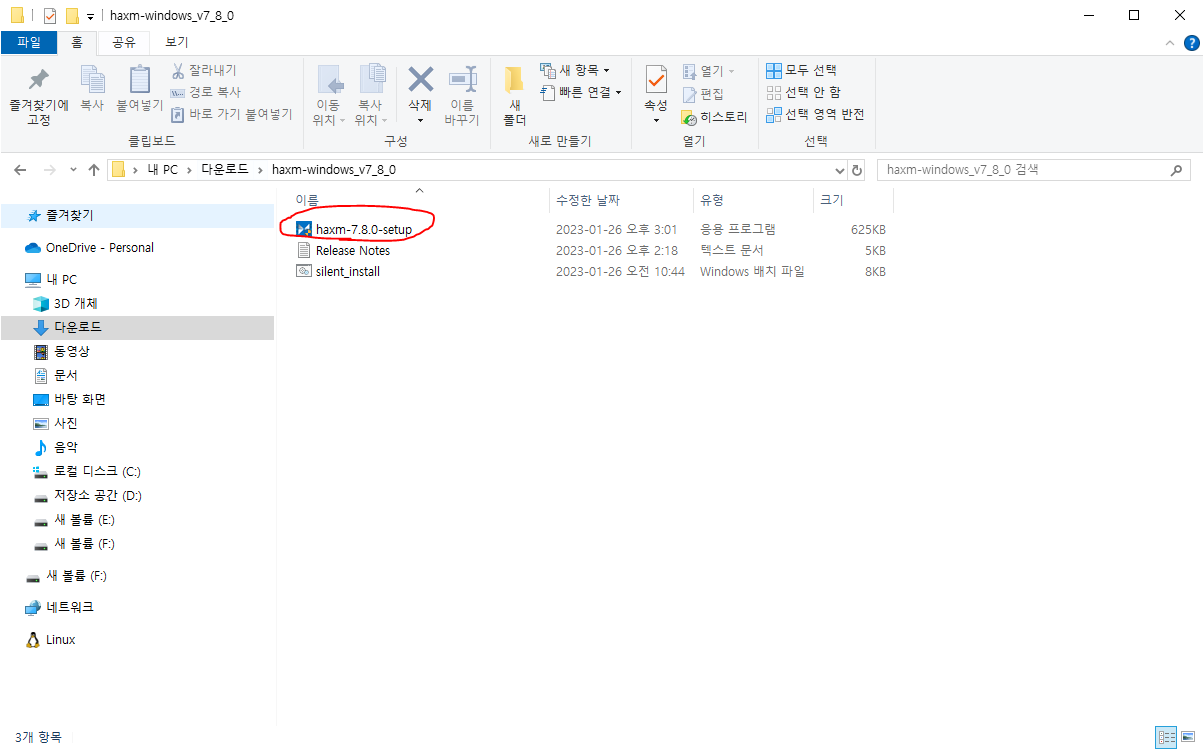 haxm-windows_v7_8_0
파일 홈 공유 보기
즐겨찾기에 고정
복사
붙여넣기
잘라내기
경로 복사
바로 가기 붙여넣기
클립보드
이동 위치
복사 위치
삭제
이름 바꾸기
구성
새 폴더
새 항목
빠른 연결
새로 만들기
속성
열기
편집
히스토리
열기
모두 선택
선택 안 함
선택 영역 반전
선택
내 PC > 다운로드 > haxm-windows_v7_8_0
haxm-windows_v7_8_0 검색
이름 수정한 날짜 유형 크기
haxm-7.8.0-setup 2023-01-26 오후 3:01 응용 프로그램 625KB
Release Notes 2023-01-26 오후 2:18 텍스트 문서 5KB
silent_install 2023-01-26 오전 10:44 Windows 배치 파일 8KB
즐겨찾기
OneDrive - Personal
내 PC
3D 개체
다운로드
동영상
문서
바탕 화면
사진
음악
로컬 디스크 (C:)
저장소 공간 (D:)
새 볼륨 (E:)
새 볼륨 (F:)
새 볼륨 (F:)
네트워크
Linux
3개 항목